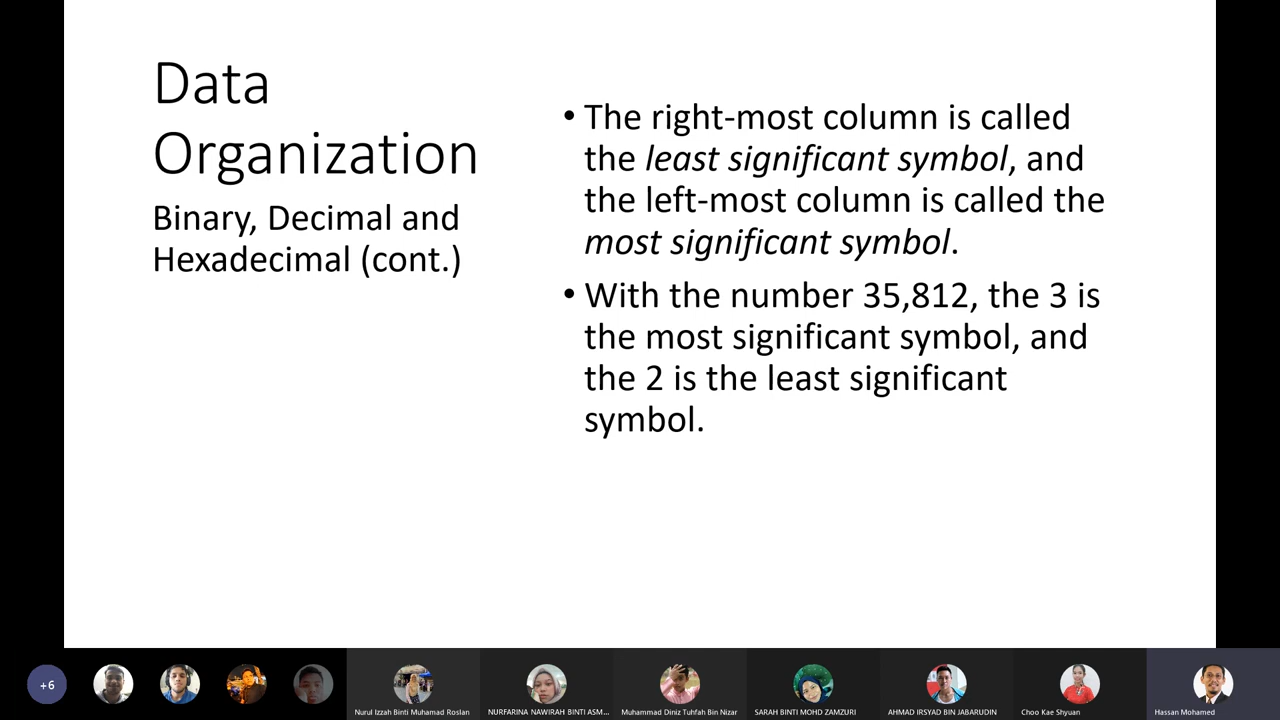 Data
Organization
Binary, Decimal and
Hexadecimal (cont.)
• The right-most column is called
the least significant symbol, and
the left-most column is called the
most significant symbol.
• With the number 35,812, the 3 is
the most significant symbol, and
the 2 is the least significant
symbol.
+6
Nurul Izzah Binti Muhamad Roslan
NURFARINA NAWIRAH BINTI ASM...
Muhammad Diniz Tuhfah Bin Nizar
SARAH BINTI MOHD ZAMZURI
AHMAD IRSYAD BIN JABARUDIN
Choo Kae Shyuan
Hassan Mohamed